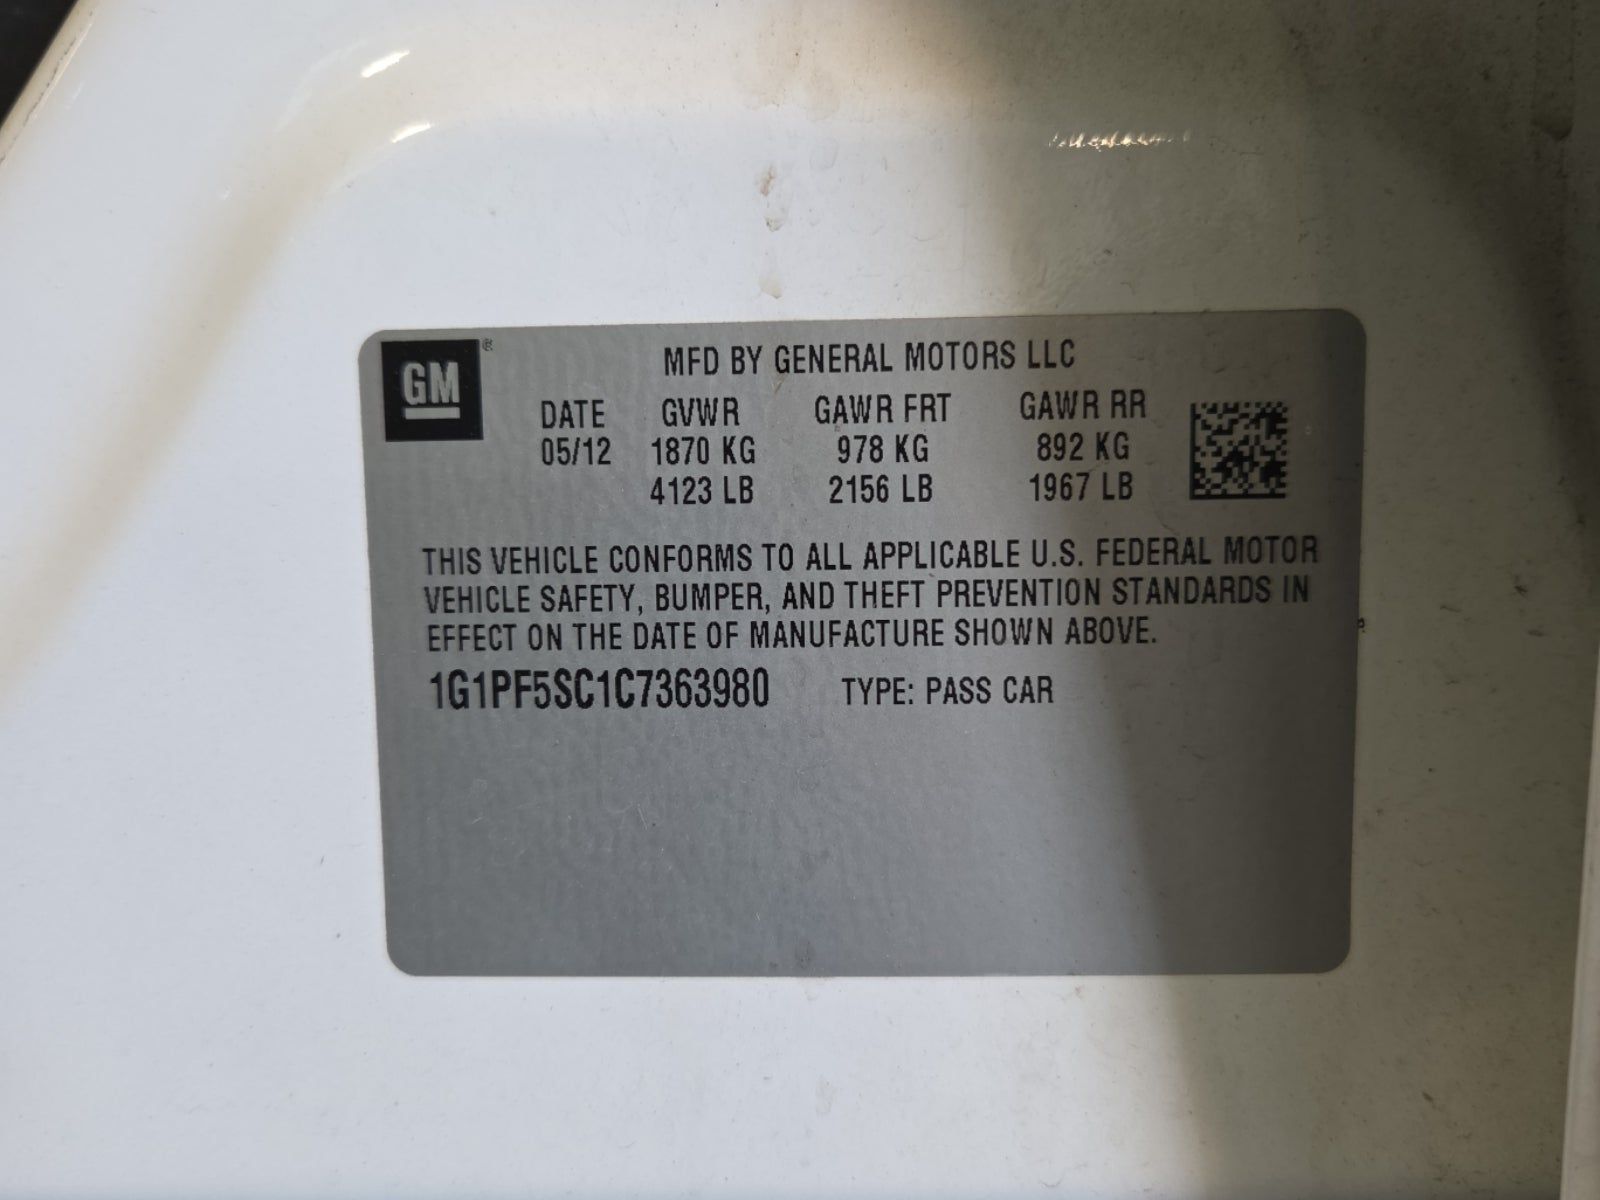 GM ®
MFD BY GENERAL MOTORS LLC
DATE GVWR GAWR FRT GAWR RR
05/12 1870 KG 978 KG 892 KG
4123 LB 2156 LB 1967 LB
THIS VEHICLE CONFORMS TO ALL APPLICABLE U.S. FEDERAL MOTOR
VEHICLE SAFETY, BUMPER, AND THEFT PREVENTION STANDARDS IN
EFFECT ON THE DATE OF MANUFACTURE SHOWN ABOVE.
1G1PF5SC1C7363980 TYPE: PASS CAR